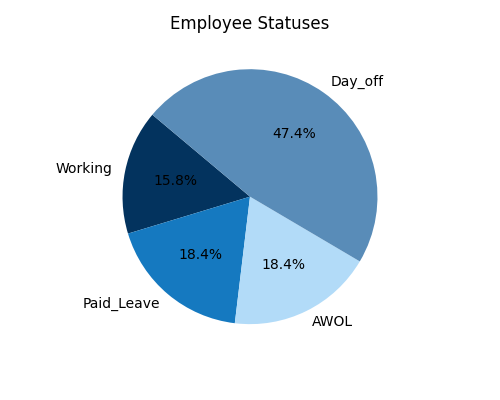 Employee Statuses
Day_off
47.4%
Working
15.8%
18.4%
18.4%
Paid_Leave
AWOL